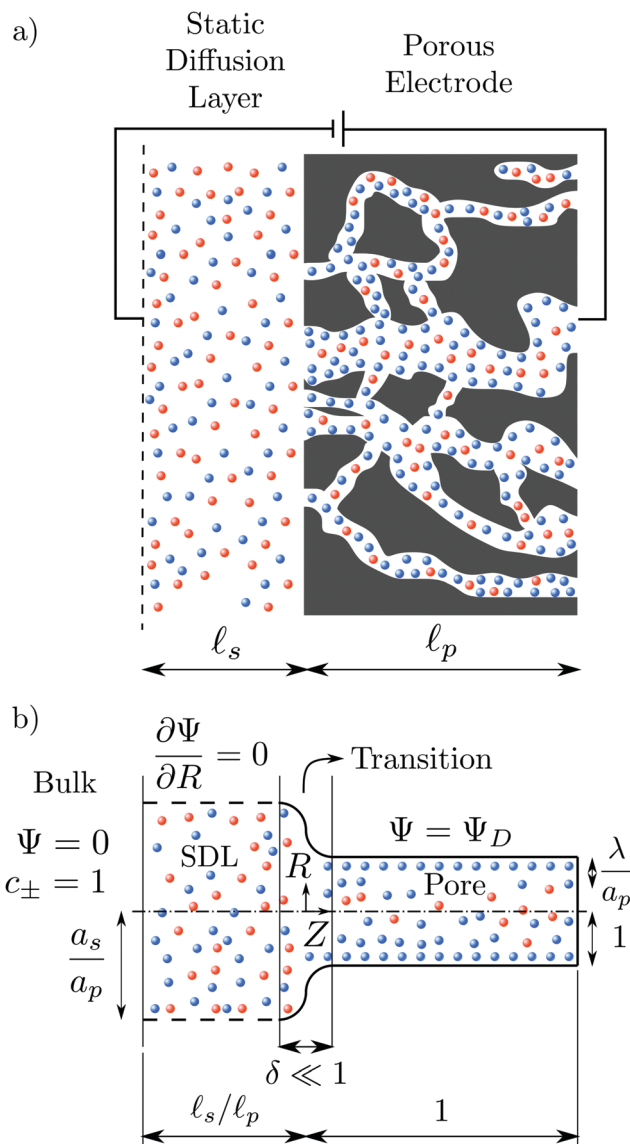 a)
Static
Diffusion
Layer
Porous
Electrode
ℓ_s
ℓ_p
b)
∂Ψ/∂R = 0
Transition
Bulk
Ψ = 0
c_± = 1
SDL
R
Z
Ψ = Ψ_D
Pore
λ/a_p
a_s/a_p
1
δ ≪ 1
ℓ_s/ℓ_p
1